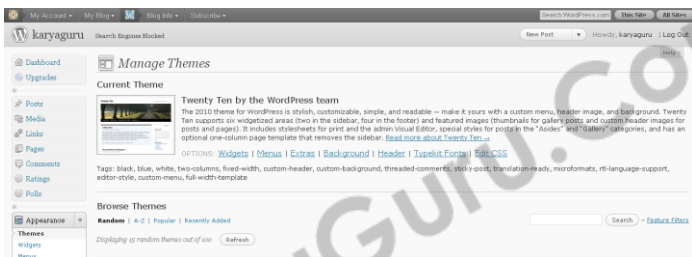 My Account My Blog Blog Info Subscribe Search WordPress.com This Site All Sites
karyaguru Search Engines Blocked New Post Howdy, karyaguru | Log Out
Help
Dashboard
Upgrades
Posts
Media
Links
Pages
Comments
Ratings
Polls
Appearance
Themes
Widgets
Menus
Manage Themes
Current Theme
Twenty Ten by the WordPress team
The 2010 theme for WordPress is stylish, customizable, simple, and readable — make it yours with a custom menu, header image, and background. Twenty
Ten supports six widgetized areas (two in the sidebar, four in the footer) and featured images (thumbnails for gallery posts and custom header images for
posts and pages). It includes stylesheets for print and the admin Visual Editor, special styles for posts in the "Asides" and "Gallery" categories, and has an
optional one-column page template that removes the sidebar. Read more about Twenty Ten →
OPTIONS: Widgets | Menus | Extras | Background | Header | Typekit Fonts | Edit CSS
Tags: black, blue, white, two-columns, fixed-width, custom-header, custom-background, threaded-comments, sticky-post, translation-ready, microformats, rtl-language-support,
editor-style, custom-menu, full-width-template
Browse Themes
Random | A-Z | Popular | Recently Added Search Feature Filters
Displaying 15 random themes out of 100 Refresh
Guru.Co